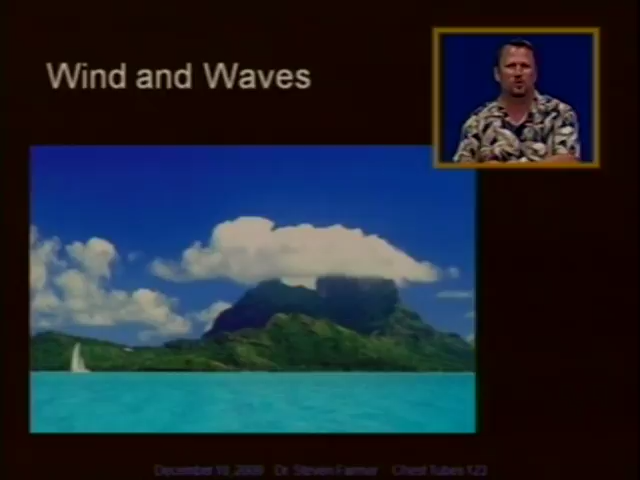 Wind and Waves
December 10, 2009 Dr. Steven Farmer Chest Tubes 123